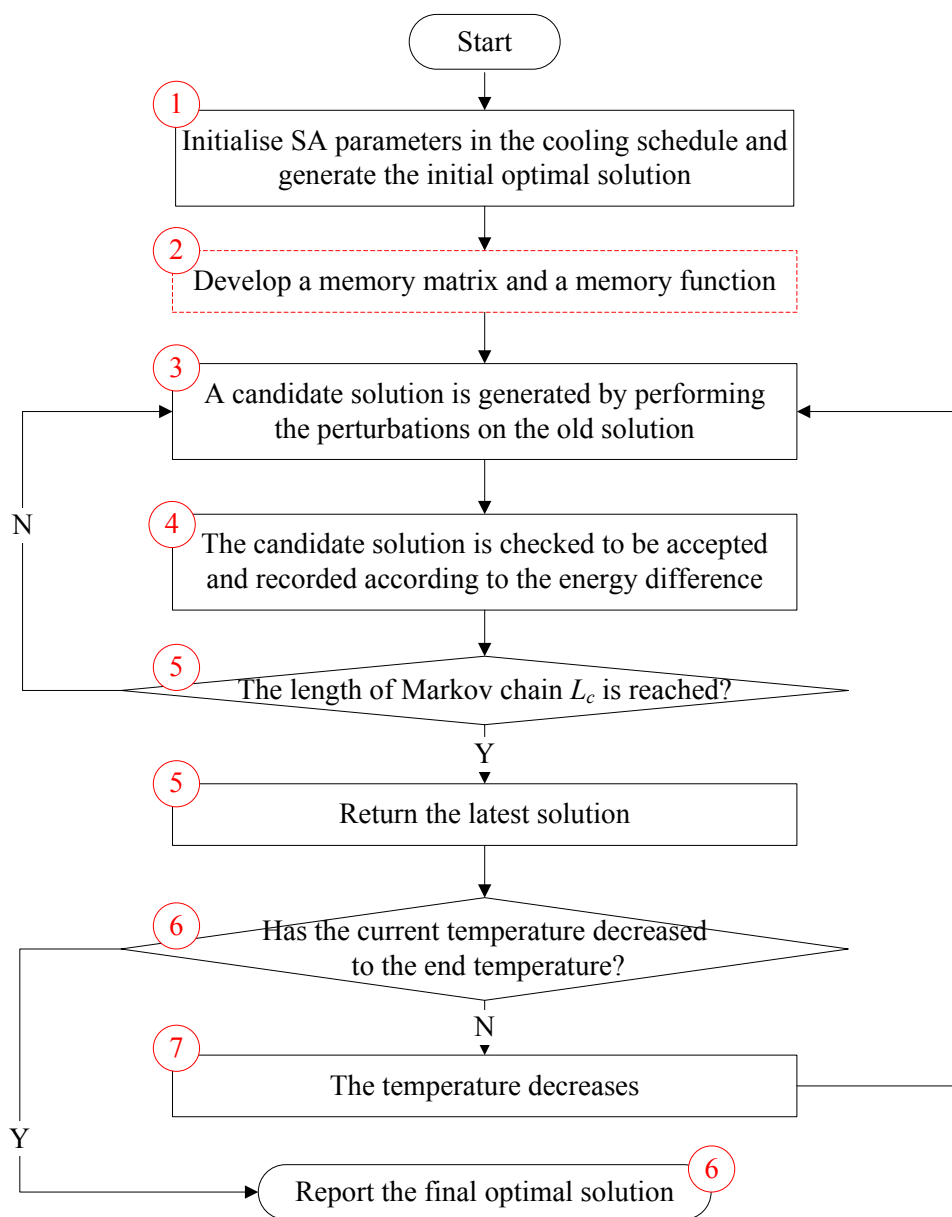 Start
1
Initialise SA parameters in the cooling schedule and
generate the initial optimal solution
2
Develop a memory matrix and a memory function
3
A candidate solution is generated by performing
the perturbations on the old solution
N
4
The candidate solution is checked to be accepted
and recorded according to the energy difference
5
The length of Markov chain Lc is reached?
Y
5
Return the latest solution
6
Has the current temperature decreased
to the end temperature?
N
7
The temperature decreases
Y
6
Report the final optimal solution